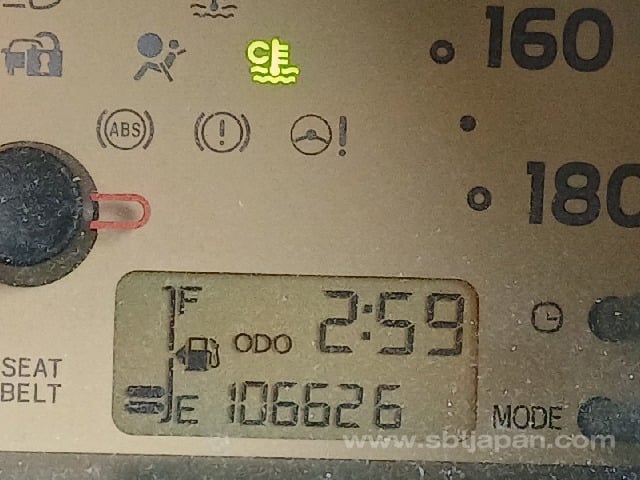 160
ABS
180
F
ODO 2:59
SEAT
BELT
E 106626
MODE
www.sbtjapan.com